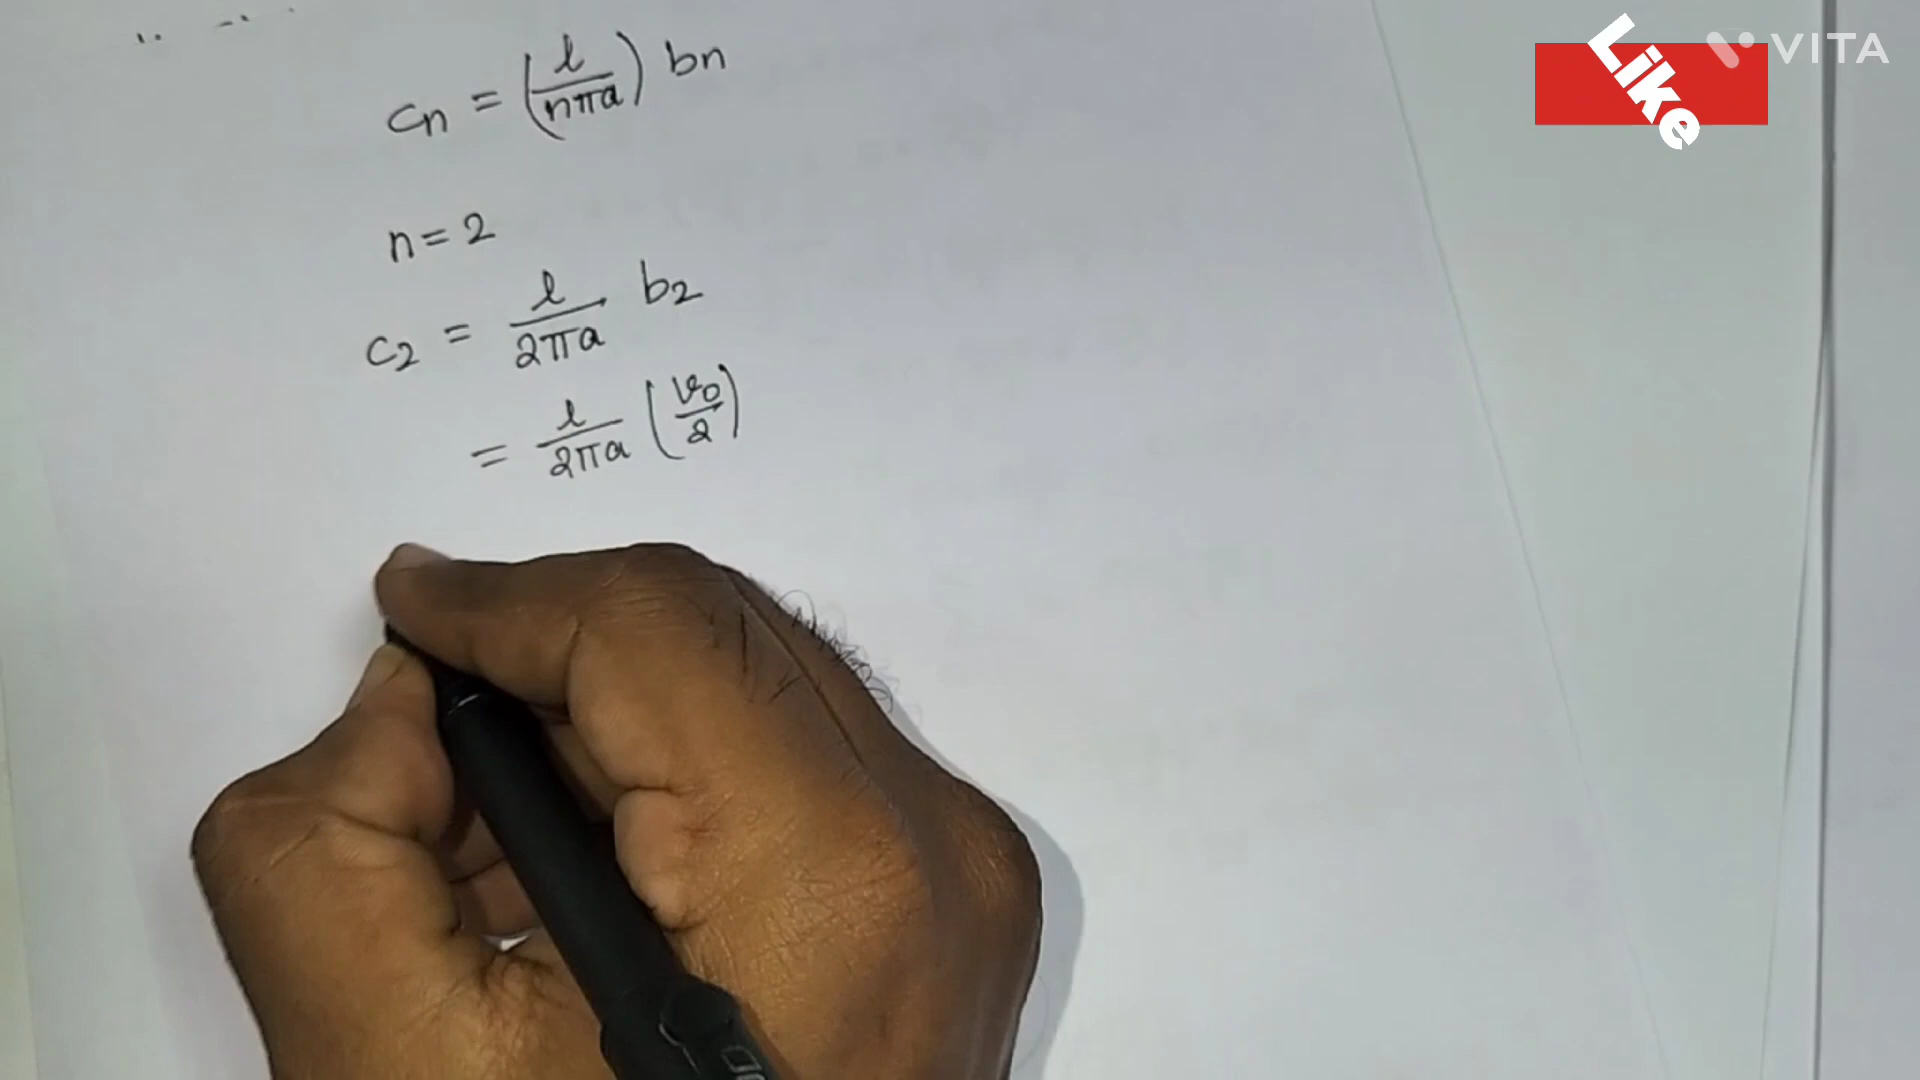 Like
VITA
cn = (l/nπa) bn
n = 2
c2 = l/2πa b2
= l/2πa (v0/2)